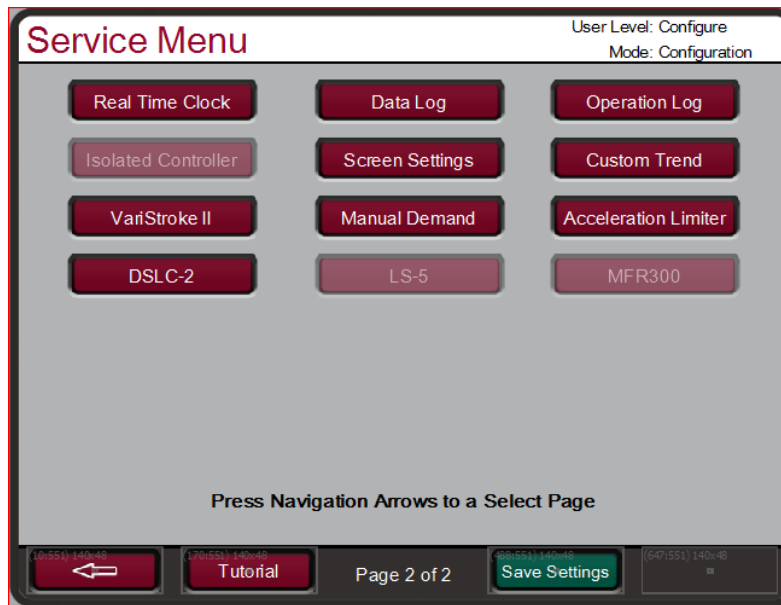 Service Menu
User Level: Configure
Mode: Configuration
Real Time Clock
Data Log
Operation Log
Isolated Controller
Screen Settings
Custom Trend
VariStroke II
Manual Demand
Acceleration Limiter
DSLC-2
LS-5
MFR300
Press Navigation Arrows to a Select Page
(10:551) 140x48
(170:551) 140x48
Tutorial
Page 2 of 2
(488:551) 140x48
Save Settings
(647:551) 140x48